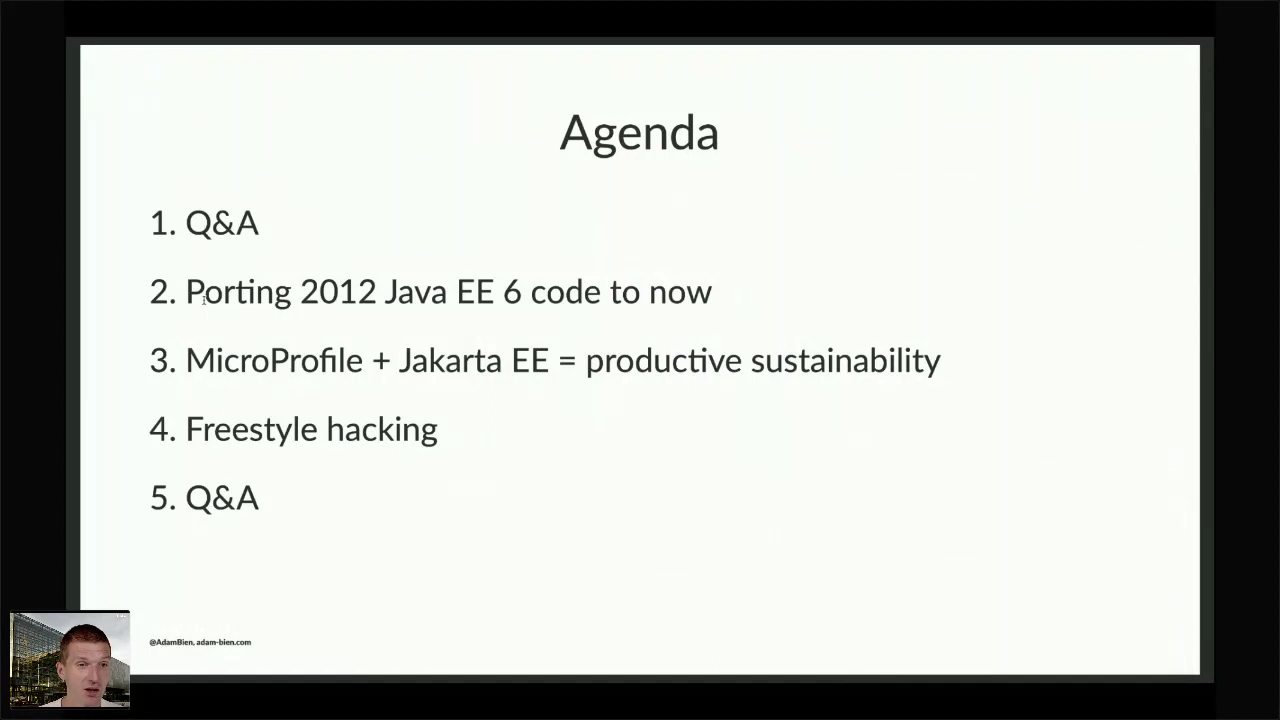 Agenda
1. Q&A
2. Porting 2012 Java EE 6 code to now
3. MicroProfile + Jakarta EE = productive sustainability
4. Freestyle hacking
5. Q&A
@AdamBien, adam-bien.com